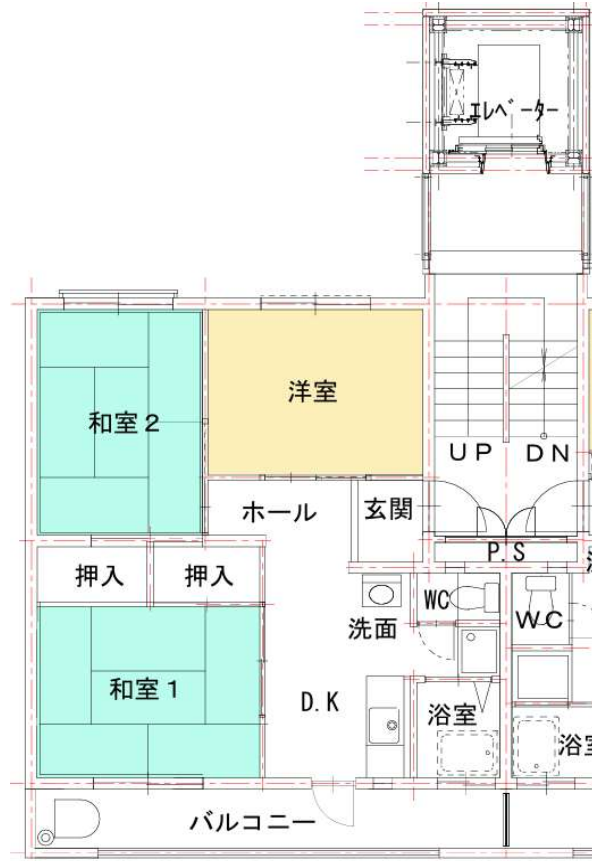 エレベーター
洋室
和室2
UP DN
ホール
玄関
P.S
押入
押入
WC
WC
洗面
和室1
D.K
浴室
浴室
バルコニー